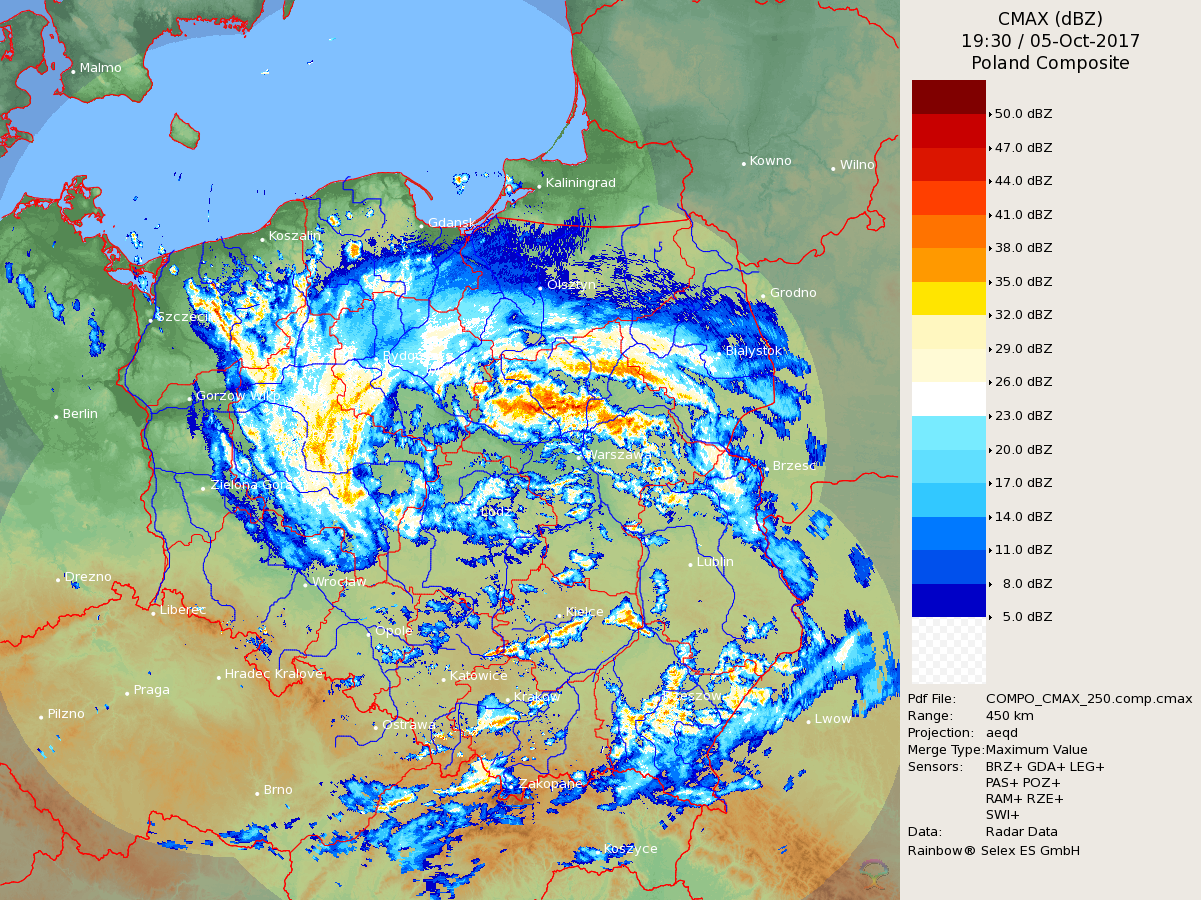 CMAX (dBZ)
19:30 / 05-Oct-2017
Poland Composite
50.0 dBZ
47.0 dBZ
44.0 dBZ
41.0 dBZ
38.0 dBZ
35.0 dBZ
32.0 dBZ
29.0 dBZ
26.0 dBZ
23.0 dBZ
20.0 dBZ
17.0 dBZ
14.0 dBZ
11.0 dBZ
8.0 dBZ
5.0 dBZ
Pdf File: COMPO_CMAX_250.comp.cmax
Range: 450 km
Projection: aeqd
Merge Type: Maximum Value
Sensors: BRZ+ GDA+ LEG+
PAS+ POZ+
RAM+ RZE+
SWI+
Data: Radar Data
Rainbow® Selex ES GmbH
Malmo
Kowno
Wilno
Kaliningrad
Gdansk
Koszalin
Olsztyn
Grodno
Szczecin
Bialystok
Gorzow Wlkp
Berlin
Warszawa
Brzesc
Zielona Gora
Lodz
Lublin
Drezno
Wroclaw
Liberec
Kielce
Opole
Hradec Kralove
Katowice
Praga
Krakow
Rzeszow
Pilzno
Lwow
Ostrawa
Zakopane
Brno
Koszyce